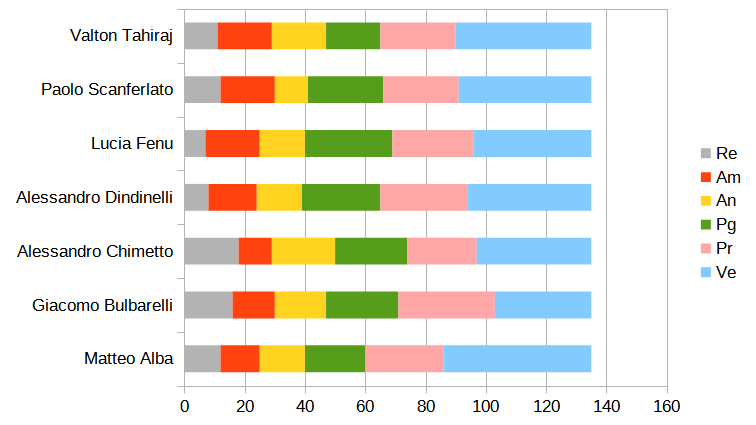 Valton Tahiraj
Paolo Scanferlato
Lucia Fenu
Alessandro Dindinelli
Alessandro Chimetto
Giacomo Bulbarelli
Matteo Alba
0 20 40 60 80 100 120 140 160
Re
Am
An
Pg
Pr
Ve